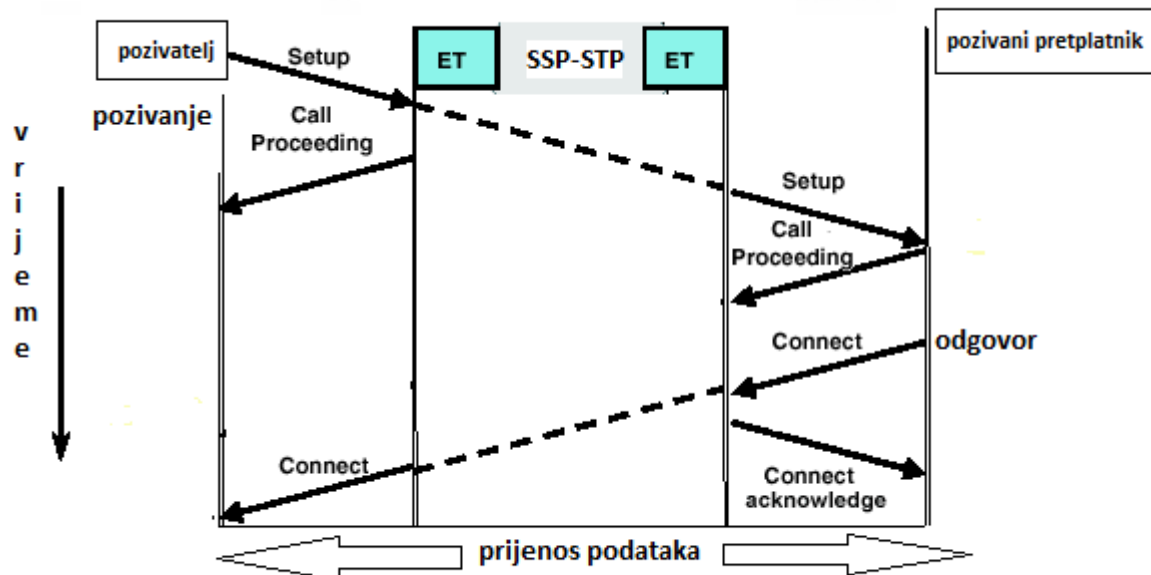 pozivatelj
Setup
ET
SSP-STP
ET
pozivani pretplatnik
pozivanje
Call
Proceeding
vrijeme
Setup
Call
Proceeding
Connect
odgovor
Connect
Connect
acknowledge
prijenos podataka